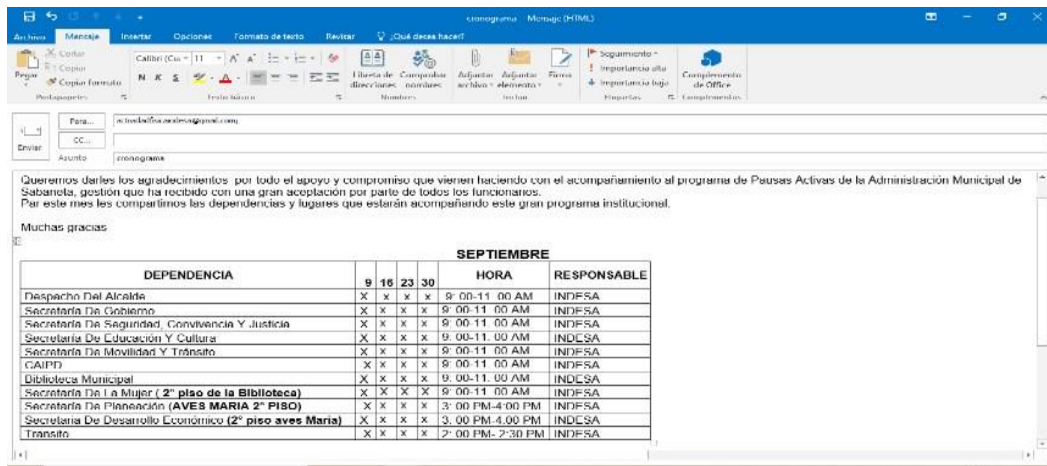 cronograma - Mensaje (HTML)
Archivo Mensaje Insertar Opciones Formato de texto Revisar ¿Qué desea hacer?
Cortar
Copiar
Copiar formato
Pegar
Portapapeles
Calibri (Cu 11
N K S
Texto básico
Libreta de direcciones
Comprobar nombres
Nombres
Adjuntar archivo
Adjuntar elemento
Firma
Incluir
Seguimiento
Importancia alta
Importancia baja
Etiquetas
Complemento de Office
Complementos
Enviar
Para...
CC...
Asunto cronograma
Queremos darles los agradecimientos por todo el apoyo y compromiso que vienen haciendo con el acompañamiento al programa de Pausas Activas de la Administración Municipal de
Sabaneta, gestión que ha recibido con una gran aceptación por parte de todos los funcionarios.
Par este mes les compartimos las dependencias y lugares que estarán acompañando este gran programa institucional.
Muchas gracias
SEPTIEMBRE
DEPENDENCIA 9 16 23 30 HORA RESPONSABLE
Despacho Del Alcalde X x x x 9: 00-11: 00 AM INDESA
Secretaría De Gobierno X x x x 9: 00-11: 00 AM INDESA
Secretaría De Seguridad, Convivencia Y Justicia X x x x 9: 00-11: 00 AM INDESA
Secretaría De Educación Y Cultura X x x x 9: 00-11: 00 AM INDESA
Secretaría De Movilidad Y Tránsito X x x x 9: 00-11: 00 AM INDESA
CAIPD X x x x 9: 00-11: 00 AM INDESA
Biblioteca Municipal X x x x 9: 00-11: 00 AM INDESA
Secretaría De La Mujer ( 2° piso de la Biblioteca) X X X X 9: 00-11: 00 AM INDESA
Secretaría De Planeación (AVES MARIA 2° PISO) X x x x 3: 00 PM-4:00 PM INDESA
Secretaria De Desarrollo Económico (2° piso aves Maria) X x x x 3: 00 PM-4:00 PM INDESA
Transito X x x x 2: 00 PM- 2:30 PM INDESA